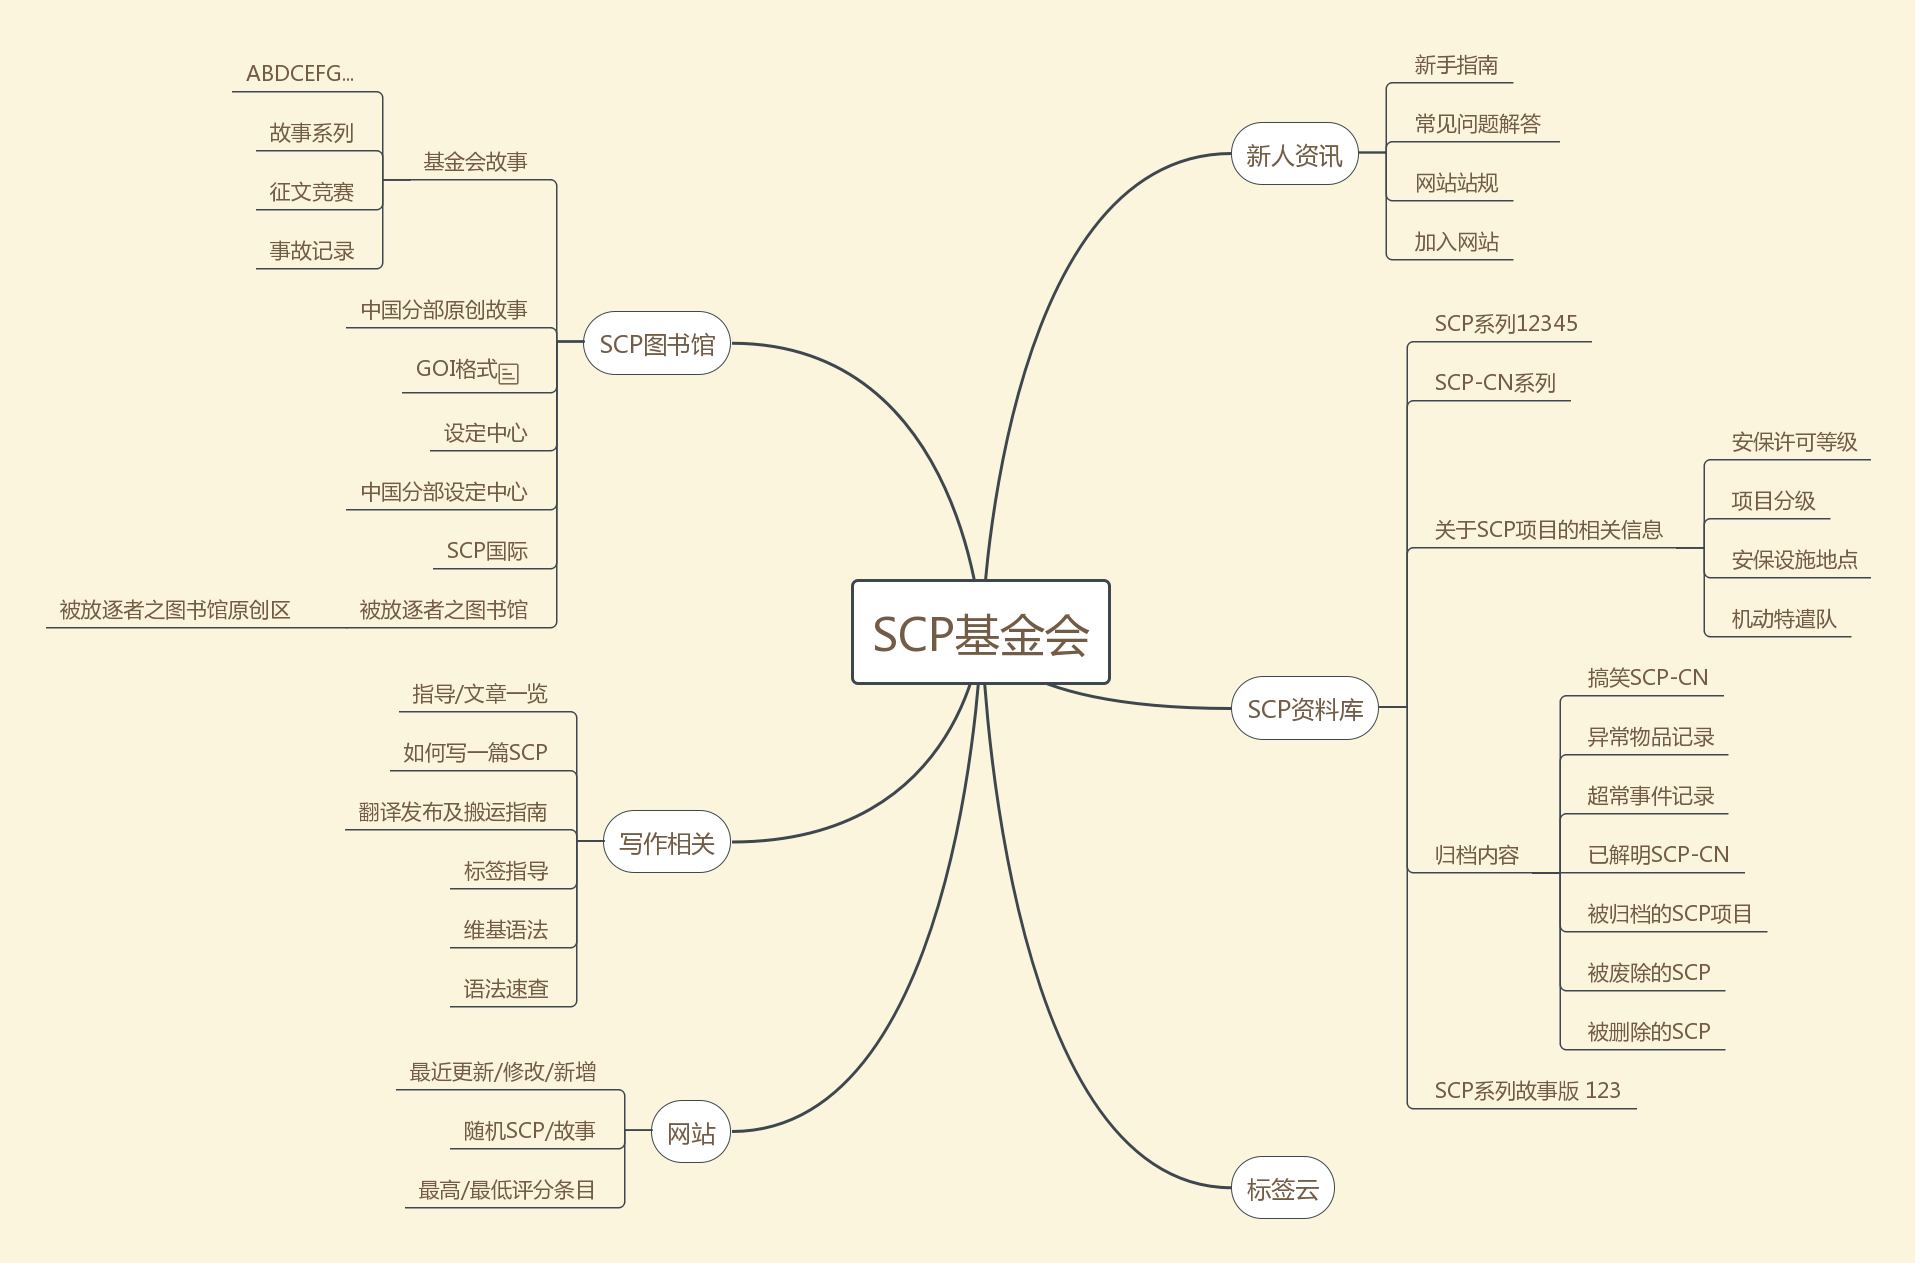 SCP基金会
新人资讯
新手指南
常见问题解答
网站站规
加入网站
SCP资料库
SCP系列12345
SCP-CN系列
关于SCP项目的相关信息
安保许可等级
项目分级
安保设施地点
机动特遣队
归档内容
搞笑SCP-CN
异常物品记录
超常事件记录
已解明SCP-CN
被归档的SCP项目
被废除的SCP
被删除的SCP
SCP系列故事版 123
标签云
SCP图书馆
基金会故事
ABDCEFG...
故事系列
征文竞赛
事故记录
中国分部原创故事
GOI格式
设定中心
中国分部设定中心
SCP国际
被放逐者之图书馆
被放逐者之图书馆原创区
写作相关
指导/文章一览
如何写一篇SCP
翻译发布及搬运指南
标签指导
维基语法
语法速查
网站
最近更新/修改/新增
随机SCP/故事
最高/最低评分条目